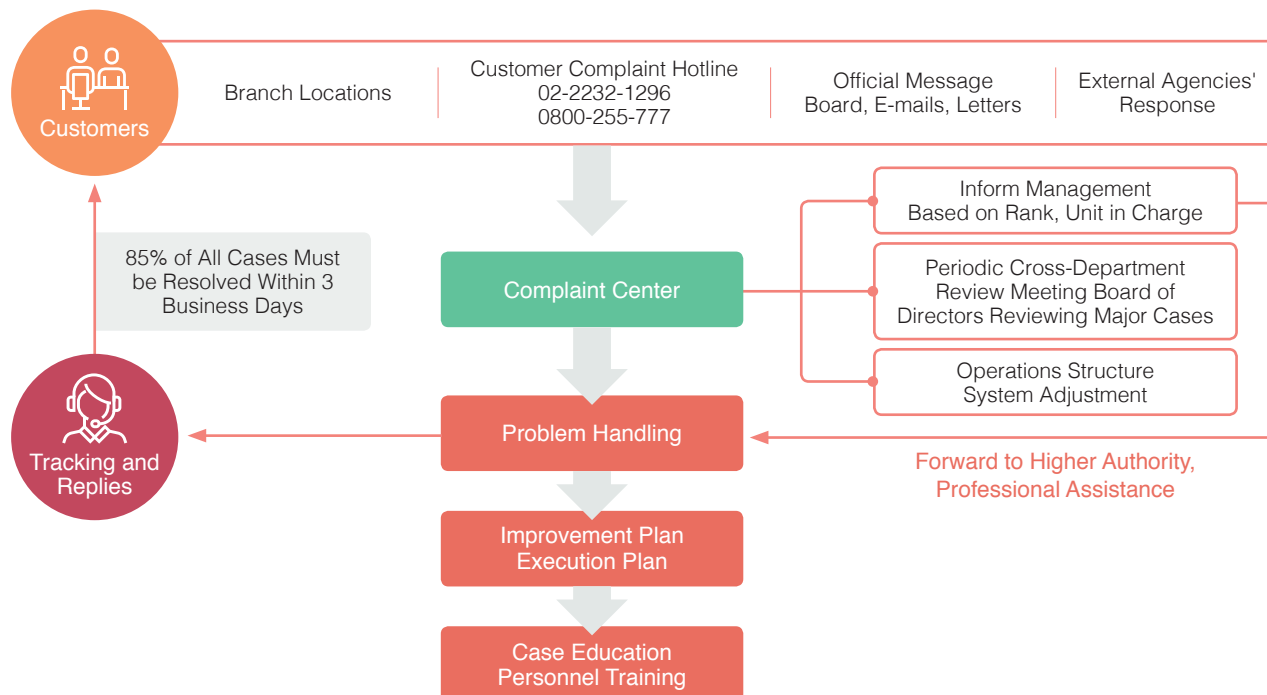 Customers
Branch Locations
Customer Complaint Hotline
02-2232-1296
0800-255-777
Official Message
Board, E-mails, Letters
External Agencies'
Response
Inform Management
Based on Rank, Unit in Charge
85% of All Cases Must
be Resolved Within 3
Business Days
Complaint Center
Periodic Cross-Department
Review Meeting Board of
Directors Reviewing Major Cases
Operations Structure
System Adjustment
Tracking and
Replies
Problem Handling
Forward to Higher Authority,
Professional Assistance
Improvement Plan
Execution Plan
Case Education
Personnel Training